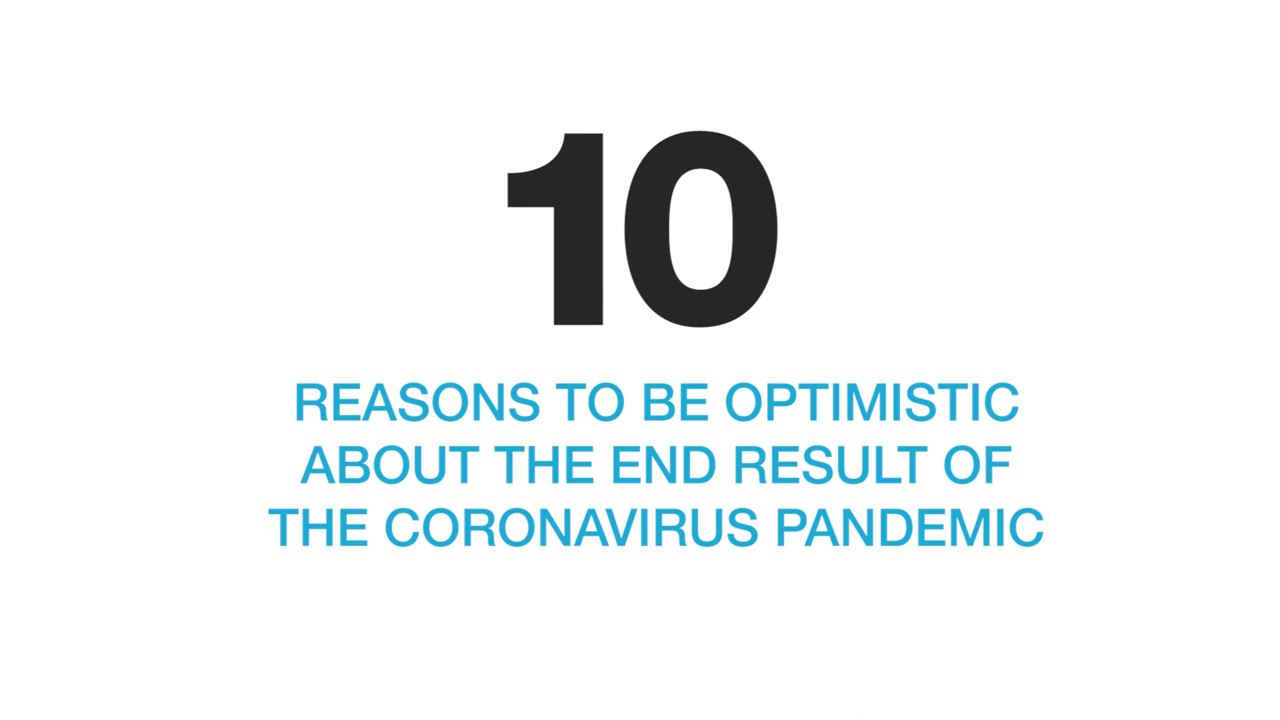 10
REASONS TO BE OPTIMISTIC
ABOUT THE END RESULT OF
THE CORONAVIRUS PANDEMIC